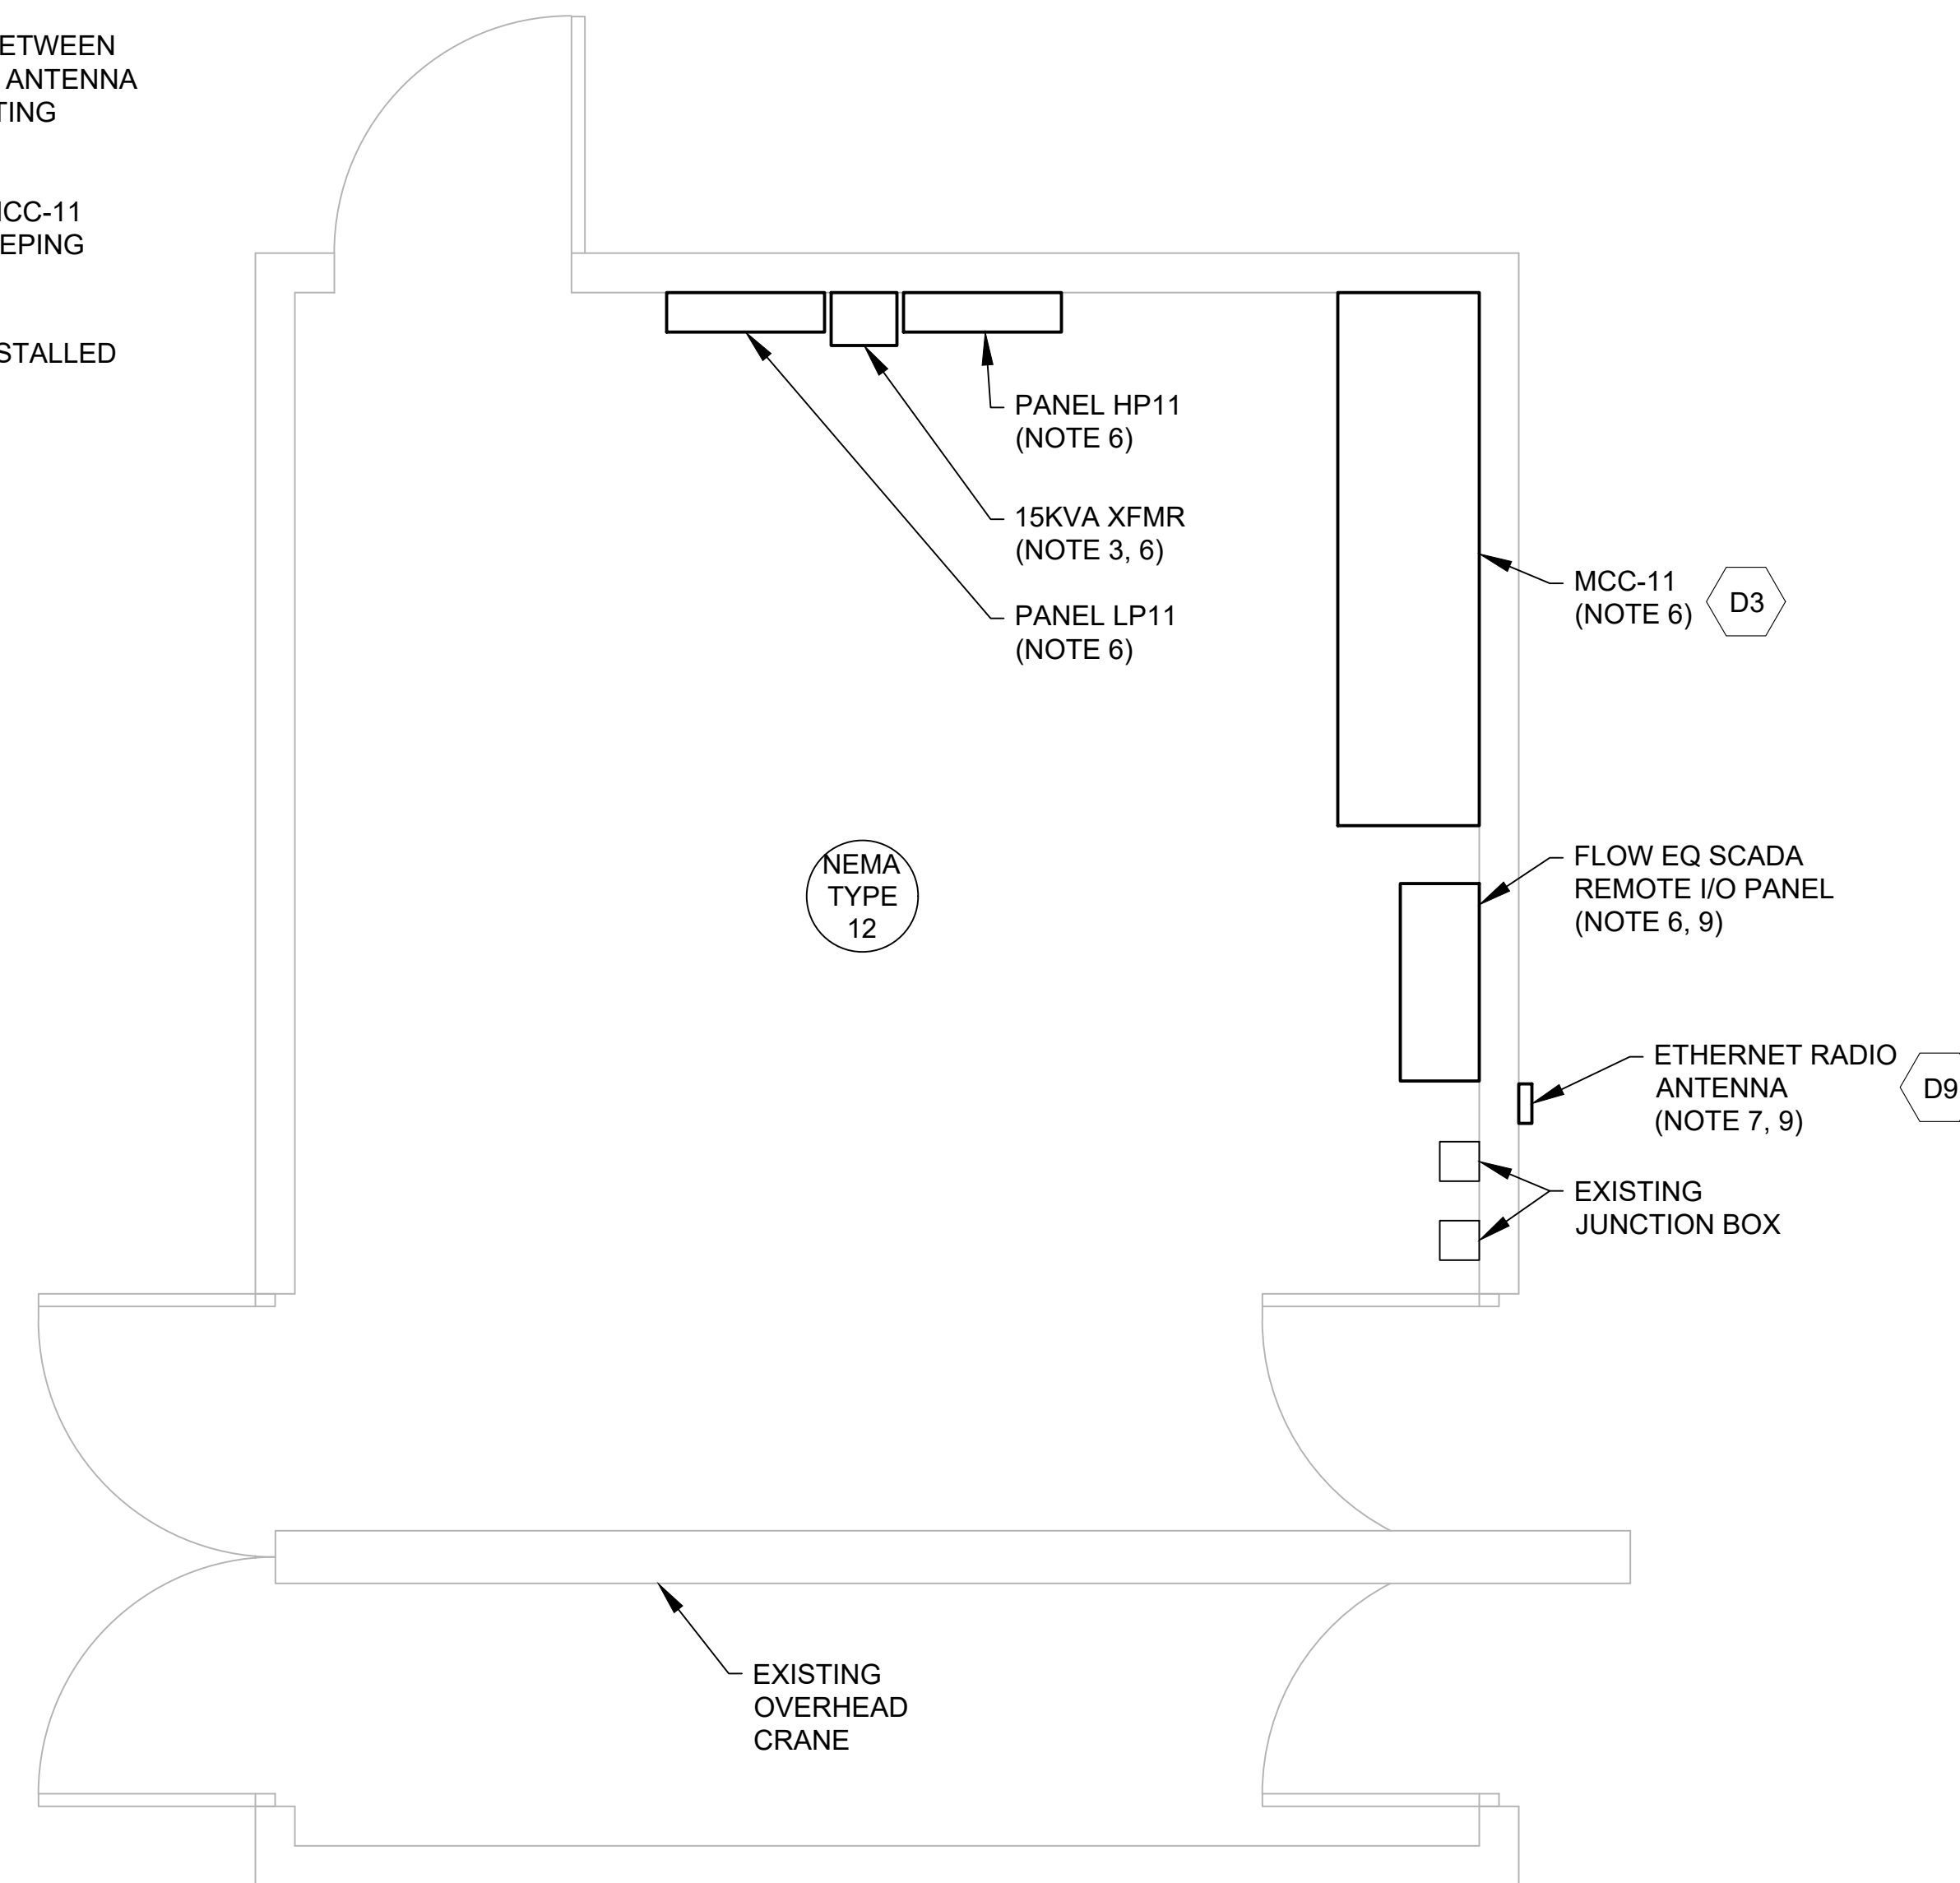 ETWEEN
ANTENNA
TING
MCC-11
EPING
STALLED
PANEL HP11
(NOTE 6)
15KVA XFMR
(NOTE 3, 6)
PANEL LP11
(NOTE 6)
MCC-11
(NOTE 6)
D3
NEMA
TYPE
12
FLOW EQ SCADA
REMOTE I/O PANEL
(NOTE 6, 9)
ETHERNET RADIO
ANTENNA
(NOTE 7, 9)
D9
EXISTING
JUNCTION BOX
EXISTING
OVERHEAD
CRANE